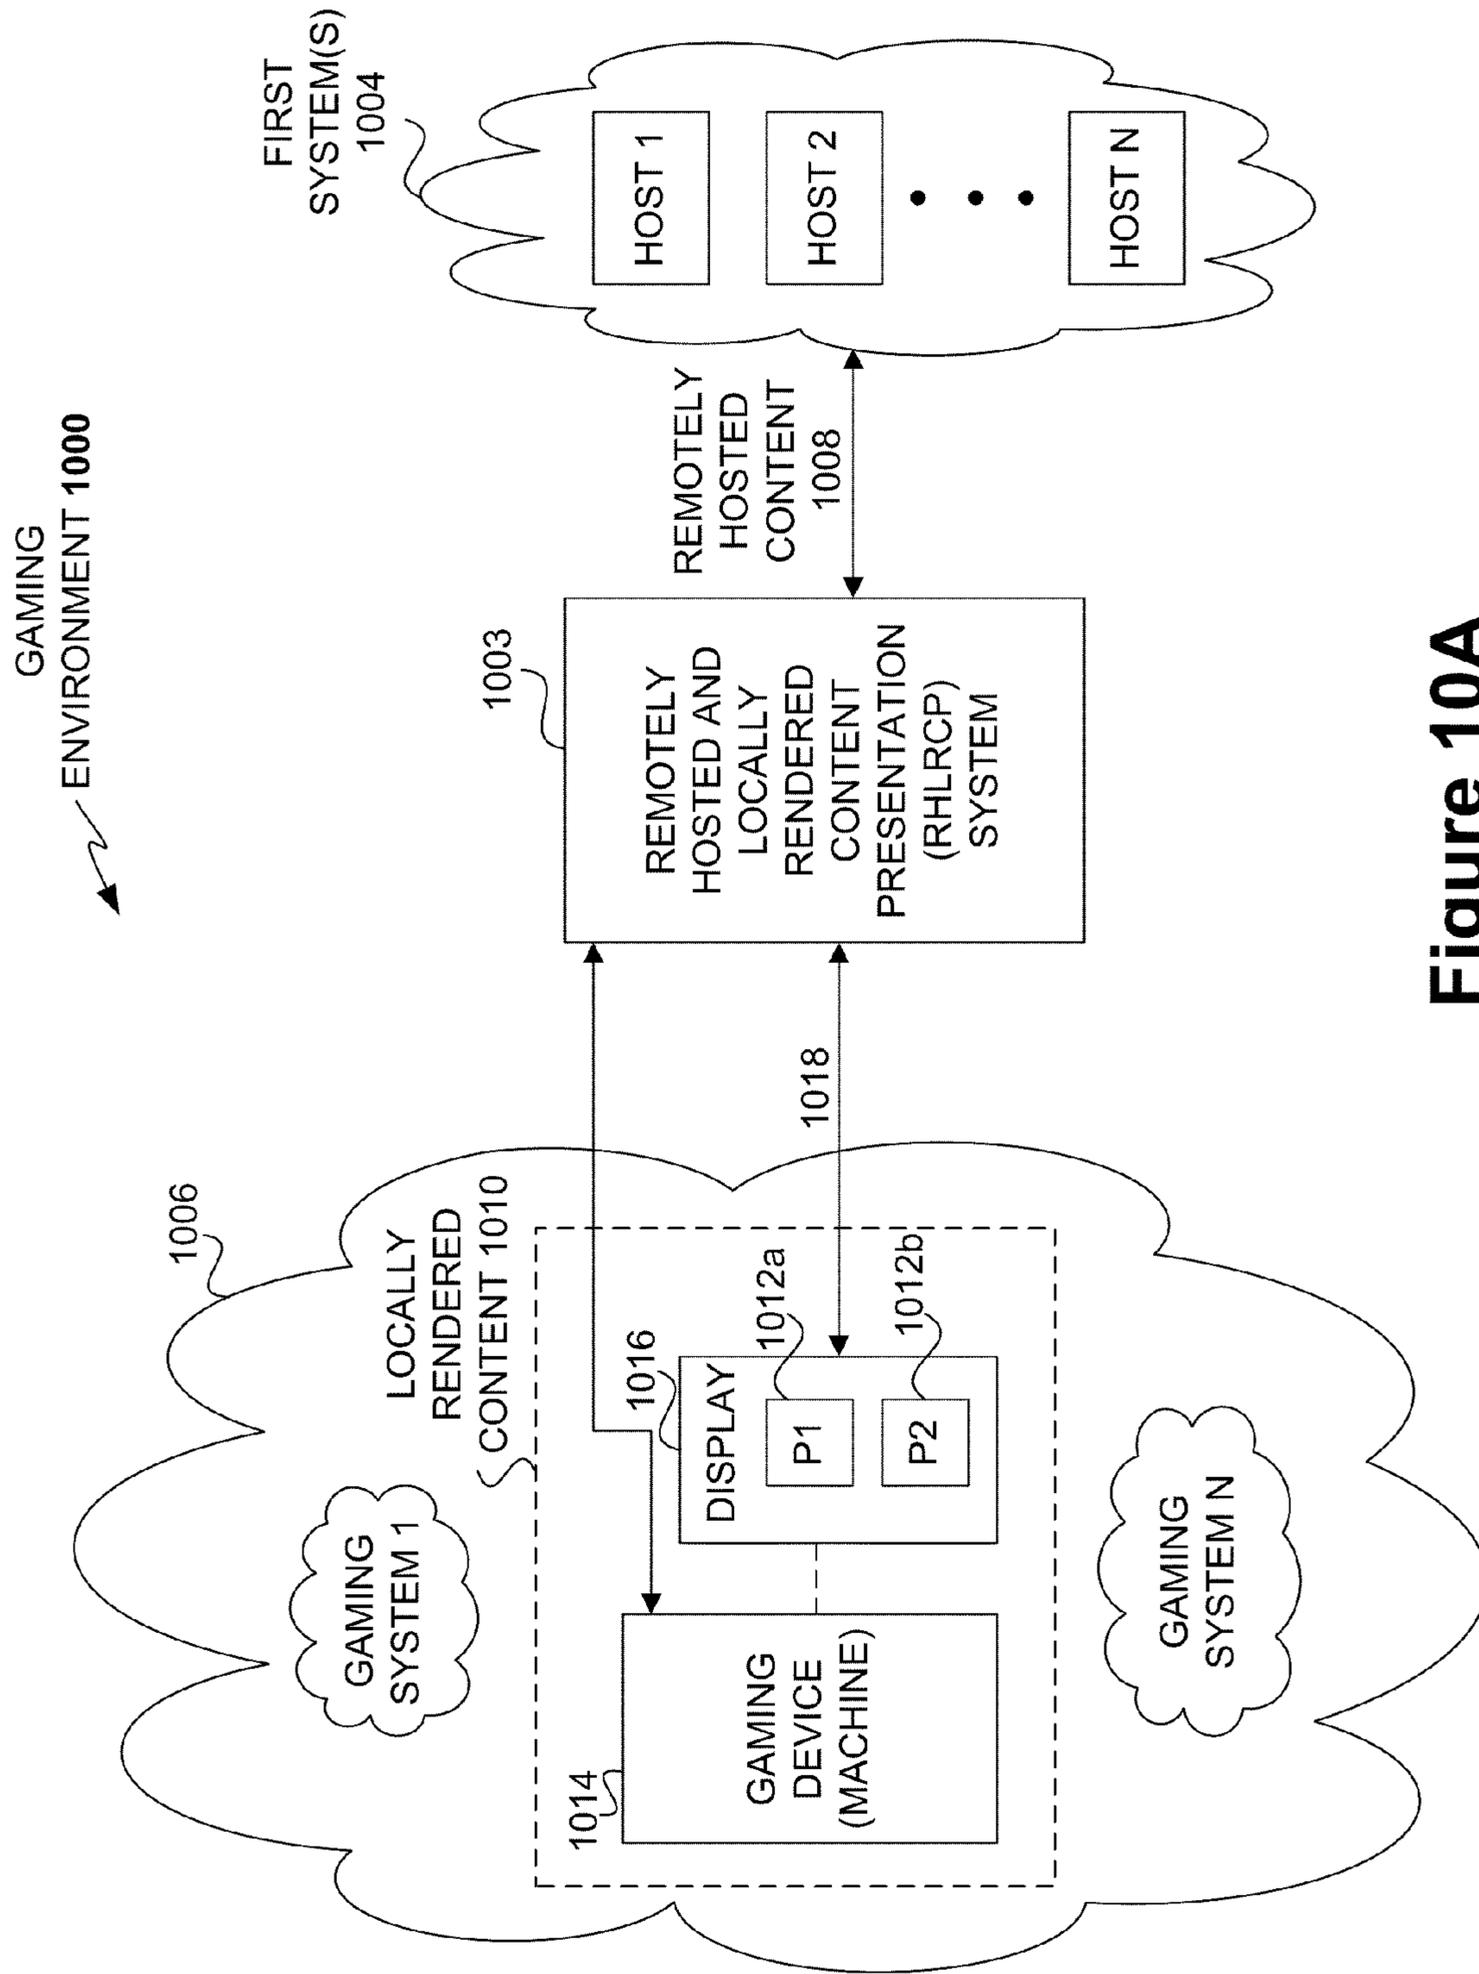 GAMING
ENVIRONMENT 1000
1006
LOCALLY
RENDERED
CONTENT 1010
GAMING
SYSTEM 1
1014
GAMING
DEVICE
(MACHINE)
1016
DISPLAY
P1
1012a
P2
1012b
GAMING
SYSTEM N
1018
1003
REMOTELY
HOSTED AND
LOCALLY
RENDERED
CONTENT
PRESENTATION
(RHLRCP)
SYSTEM
REMOTELY
HOSTED
CONTENT
1008
FIRST
SYSTEM(S)
1004
HOST 1
HOST 2
HOST N
Figure 10A